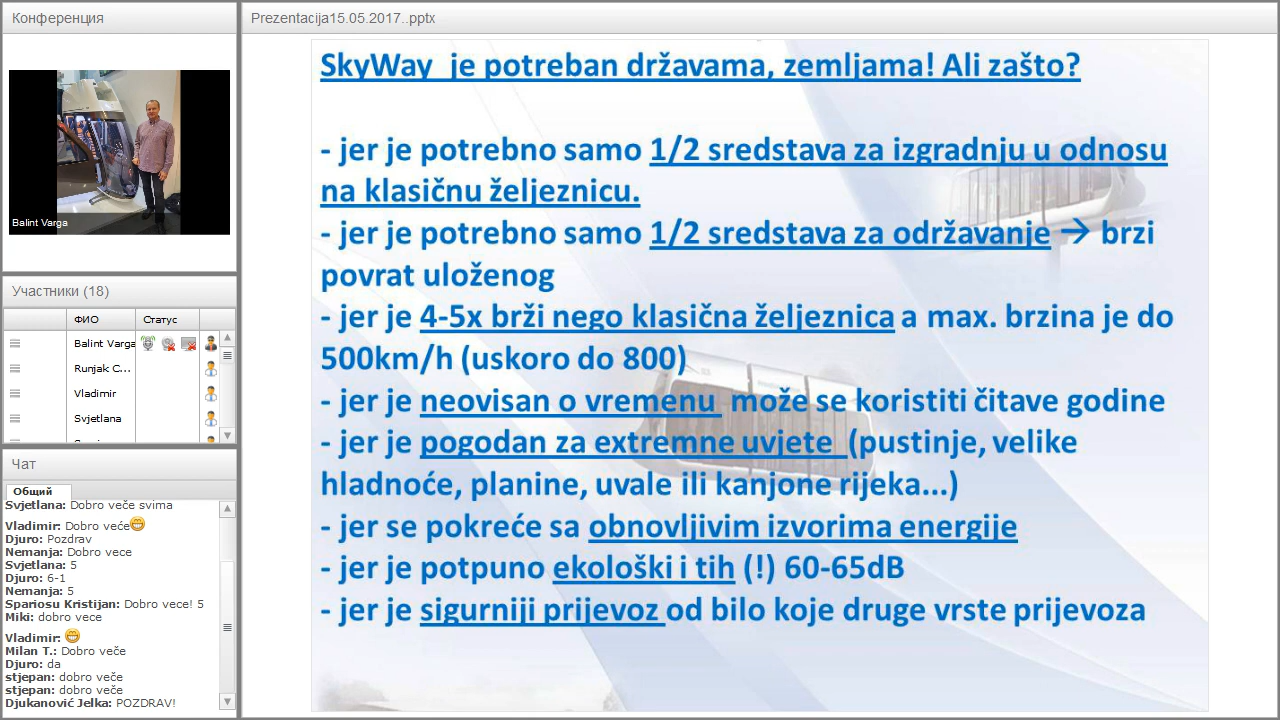 Конференция
Balint Varga
Участники (18)
ФИО
Статус
Balint Varga
Runjak C...
Vladimir
Svjetlana
Чат
Общий
Svjetlana: Dobro veče svima
Vladimir: Dobro veće
Djuro: Pozdrav
Nemanja: Dobro vece
Svjetlana: 5
Djuro: 6-1
Nemanja: 5
Spariosu Kristijan: Dobro vece! 5
Miki: dobro vece
Vladimir:
Milan T.: Dobro veče
Djuro: da
stjepan: dobro veče
stjepan: dobro veče
Djukanović Jelka: POZDRAV!
Prezentacija15.05.2017..pptx
SkyWay je potreban državama, zemljama! Ali zašto?
- jer je potrebno samo 1/2 sredstava za izgradnju u odnosu
na klasičnu željeznicu.
- jer je potrebno samo 1/2 sredstava za održavanje → brzi
povrat uloženog
- jer je 4-5x brži nego klasična željeznica a max. brzina je do
500km/h (uskoro do 800)
- jer je neovisan o vremenu može se koristiti čitave godine
- jer je pogodan za extremne uvjete (pustinje, velike
hladnoće, planine, uvale ili kanjone rijeka...)
- jer se pokreće sa obnovljivim izvorima energije
- jer je potpuno ekološki i tih (!) 60-65dB
- jer je sigurniji prijevoz od bilo koje druge vrste prijevoza